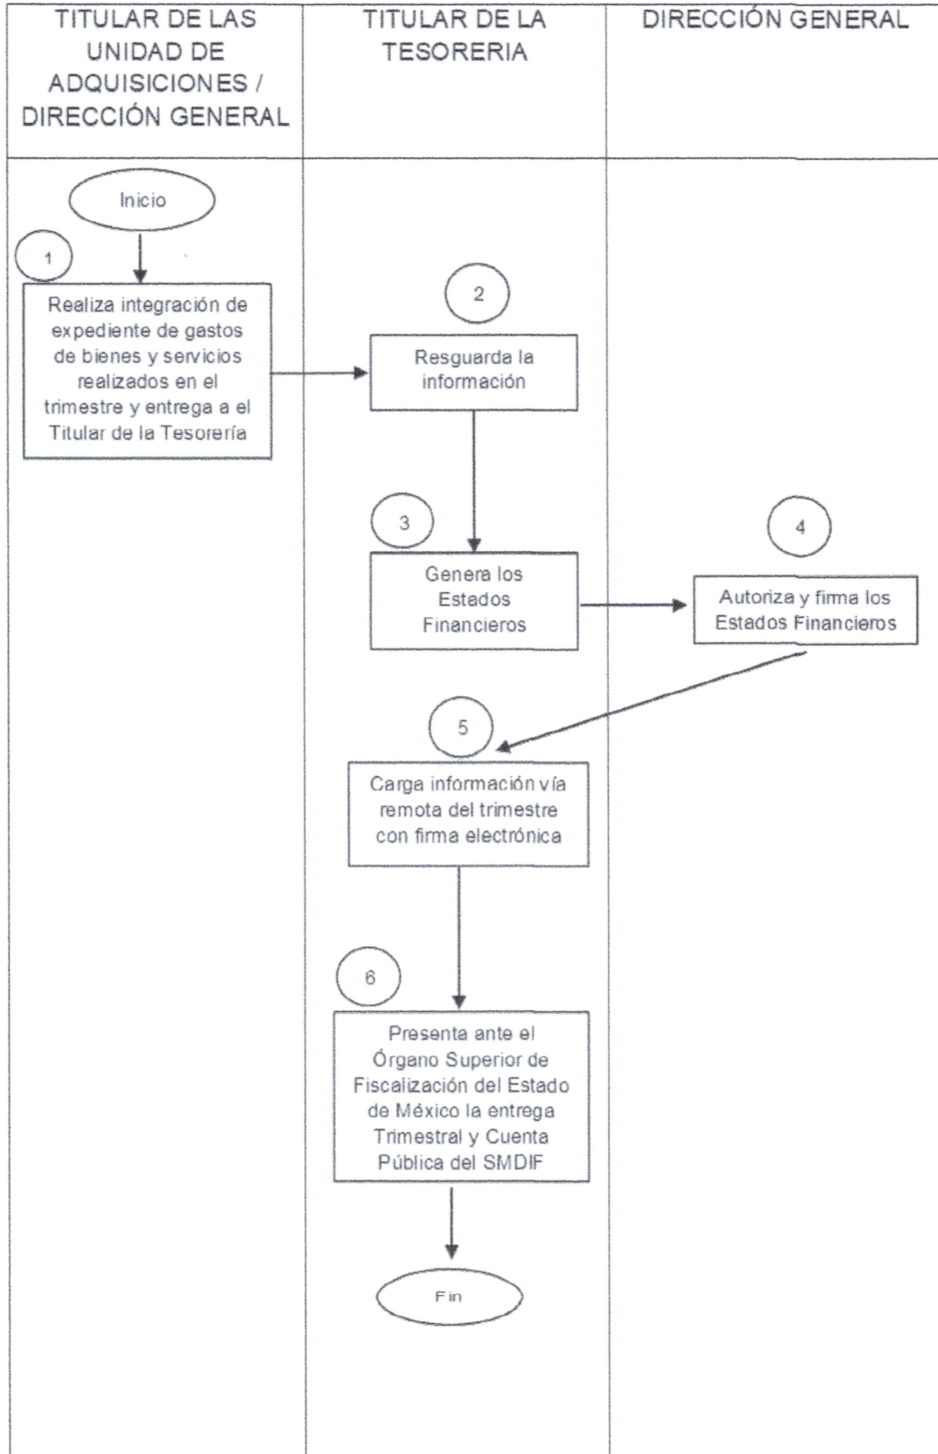 TITULAR DE LAS
UNIDAD DE
ADQUISICIONES /
DIRECCIÓN GENERAL
TITULAR DE LA
TESORERIA
DIRECCIÓN GENERAL
Inicio
1
Realiza integración de
expediente de gastos
de bienes y servicios
realizados en el
trimestre y entrega a el
Titular de la Tesorería
2
Resguarda la
información
3
Genera los
Estados
Financieros
4
Autoriza y firma los
Estados Financieros
5
Carga información vía
remota del trimestre
con firma electrónica
6
Presenta ante el
Órgano Superior de
Fiscalización del Estado
de México la entrega
Trimestral y Cuenta
Pública del SMDIF
Fin